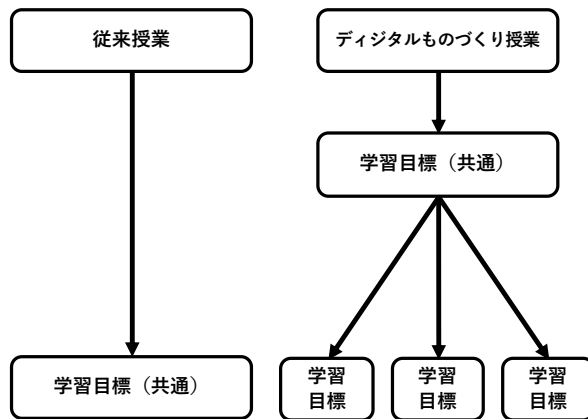 従来授業
ディジタルものづくり授業
学習目標（共通）
学習目標（共通）
学習
目標
学習
目標
学習
目標